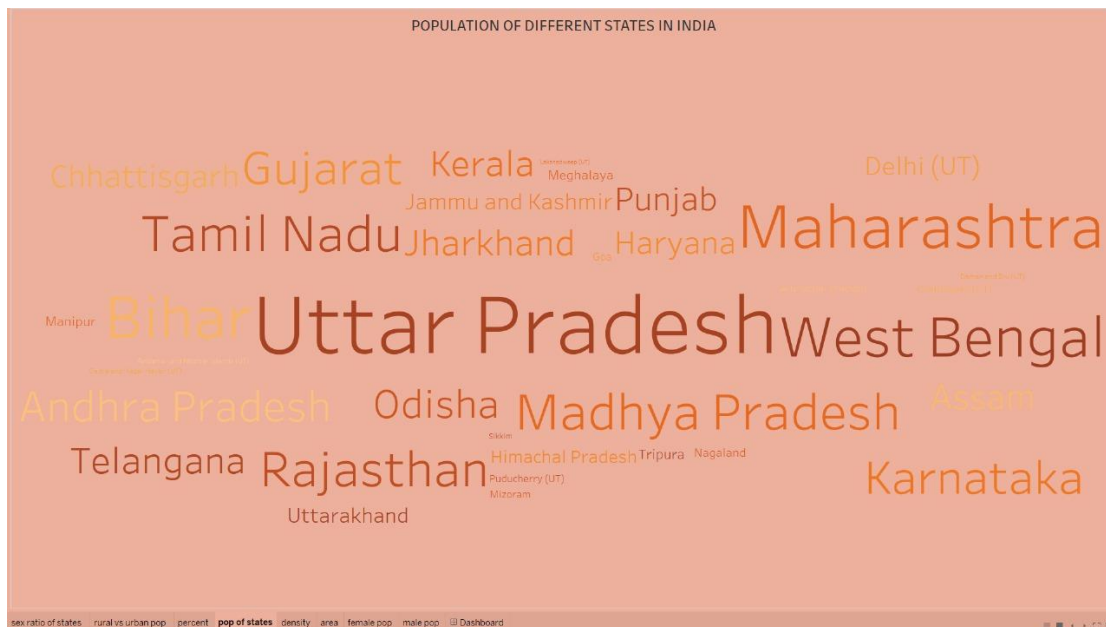 POPULATION OF DIFFERENT STATES IN INDIA
Chhattisgarh
Gujarat
Kerala
Lakshadweep (UT)
Meghalaya
Delhi (UT)
Jammu and Kashmir
Punjab
Tamil Nadu
Jharkhand
Goa
Haryana
Maharashtra
Manipur
Bihar
Uttar Pradesh
West Bengal
Andhra Pradesh
Odisha
Madhya Pradesh
Assam
Sikkim
Telangana
Rajasthan
Himachal Pradesh
Tripura
Nagaland
Puducherry (UT)
Mizoram
Karnataka
Uttarakhand
sex ratio of states rural vs urban pop percent pop of states density area female pop male pop Dashboard